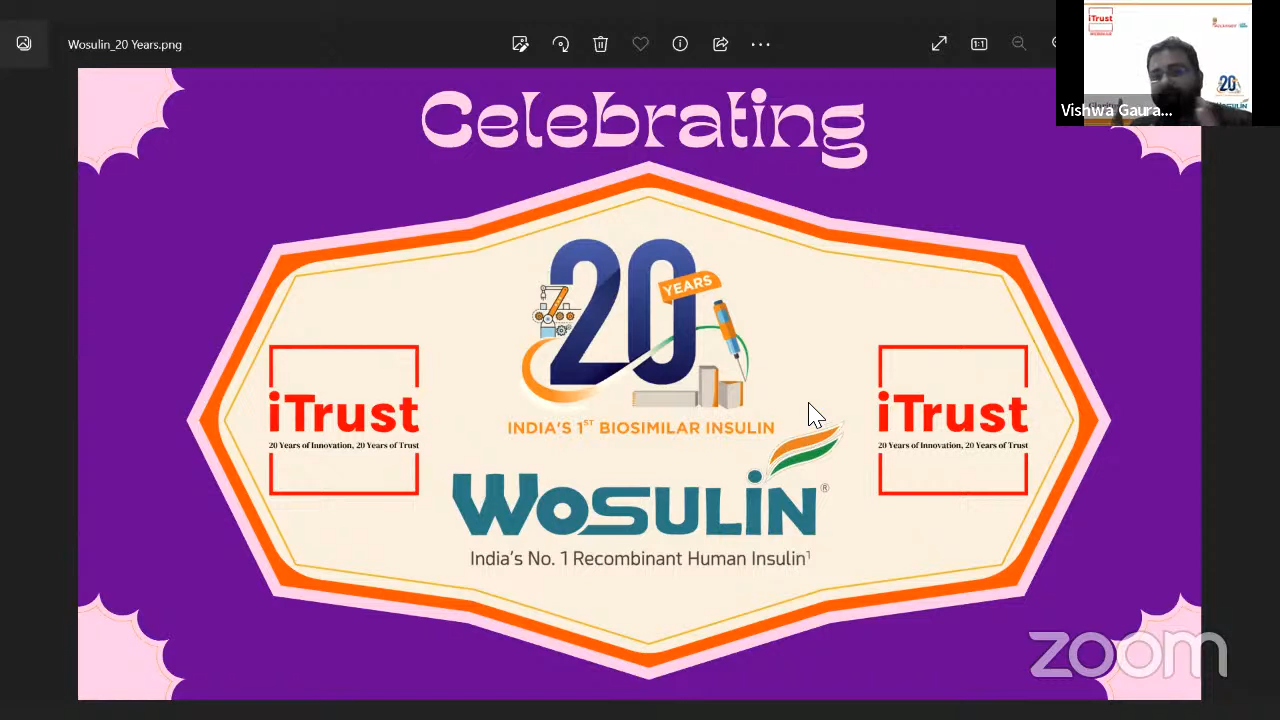 Wosulin_20 Years.png
iTrust
20
Vishwa Gaura...
Celebrating
20
YEARS
INDIA'S 1ST BIOSIMILAR INSULIN
iTrust
20 Years of Innovation, 20 Years of Trust
iTrust
20 Years of Innovation, 20 Years of Trust
WOSULIN®
India's No. 1 Recombinant Human Insulin¹
zoom